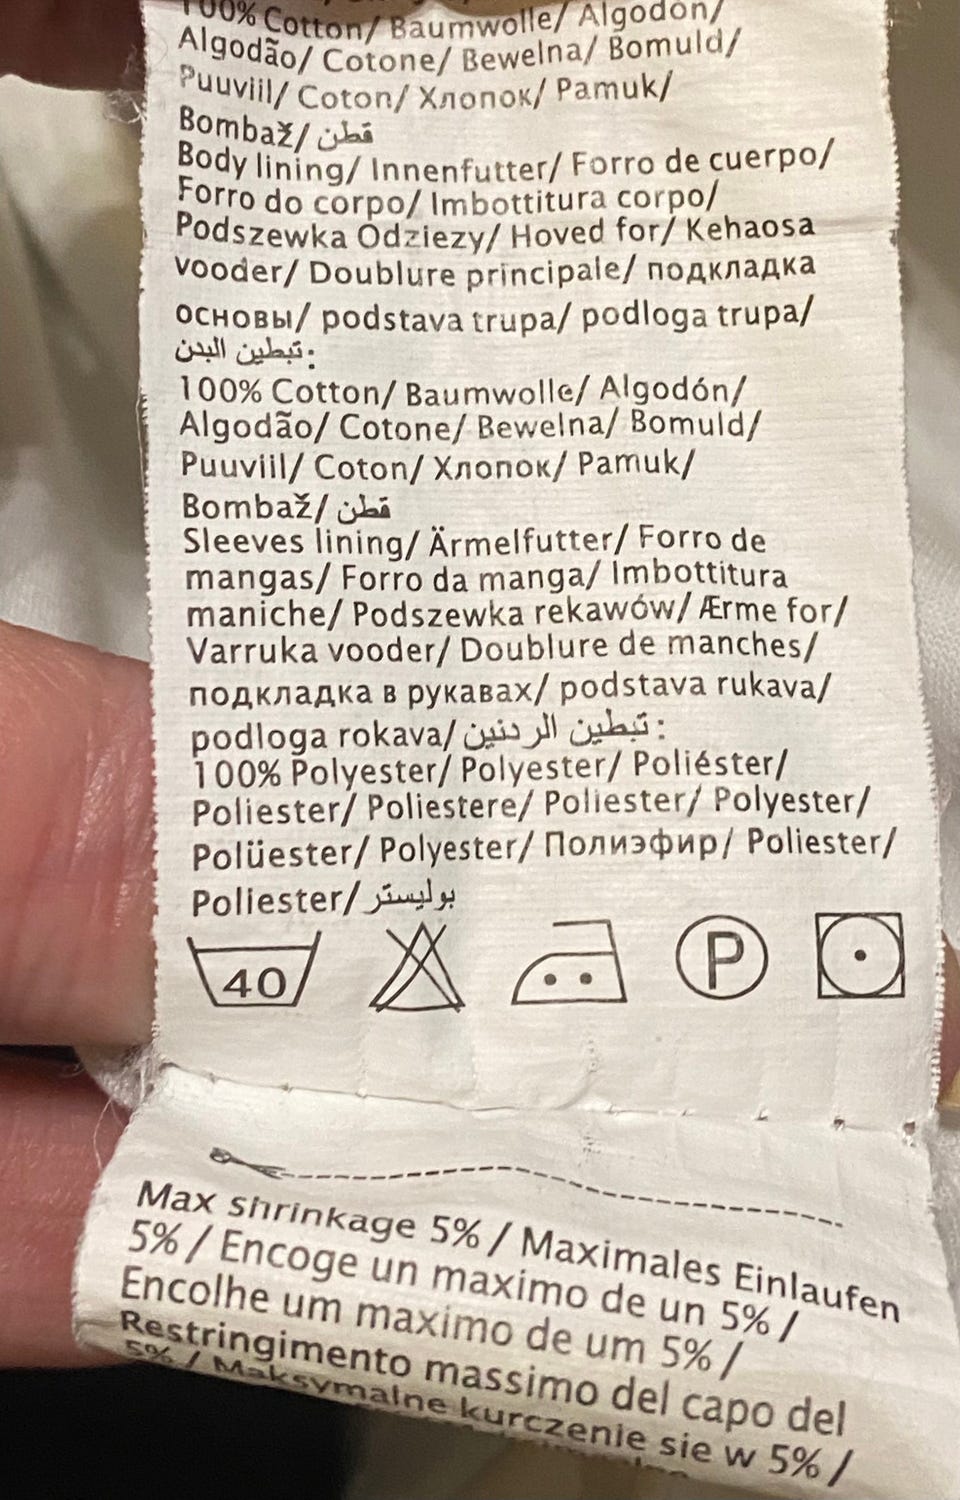 100% Cotton/ Baumwolle/ Algodón/
Algodão/ Cotone/ Bewelna/ Bomuld/
Puuviil/ Coton/ Хлопок/ Pamuk/
Bombaž/ قطن
Body lining/ Innenfutter/ Forro de cuerpo/
Forro do corpo/ Imbottitura corpo/
Podszewka Odziezy/ Hoved for/ Kehaosa
vooder/ Doublure principale/ подкладка
основы/ podstava trupa/ podloga trupa/
تبطين البدن:
100% Cotton/ Baumwolle/ Algodón/
Algodão/ Cotone/ Bewelna/ Bomuld/
Puuviil/ Coton/ Хлопок/ Pamuk/
Bombaž/ قطن
Sleeves lining/ Ärmelfutter/ Forro de
mangas/ Forro da manga/ Imbottitura
maniche/ Podszewka rekawów/ Ærme for/
Varruka vooder/ Doublure de manches/
подкладка в рукавах/ podstava rukava/
podloga rokava/ تبطين الردنين:
100% Polyester/ Polyester/ Poliéster/
Poliester/ Poliestere/ Poliester/ Polyester/
Polüester/ Polyester/ Полиэфир/ Poliester/
Poliester/ بوليستر
40 P
Max shrinkage 5% / Maximales Einlaufen
5% / Encoge un maximo de un 5% /
Encolhe um maximo de um 5% /
Restringimento massimo del capo del
5% / Maksymalne kurczenie sie w 5% /